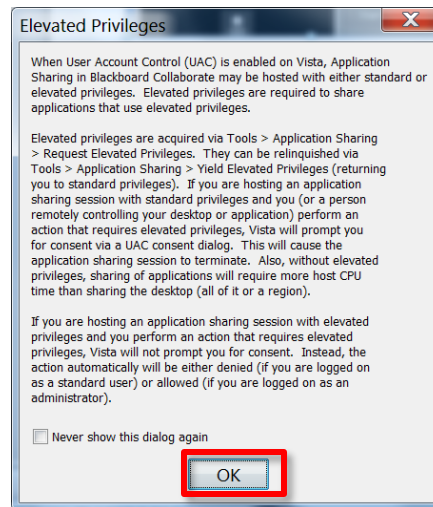 Elevated Privileges
When User Account Control (UAC) is enabled on Vista, Application
Sharing in Blackboard Collaborate may be hosted with either standard or
elevated privileges.  Elevated privileges are required to share
applications that use elevated privileges.
Elevated privileges are acquired via Tools > Application Sharing
> Request Elevated Privileges.  They can be relinquished via
Tools > Application Sharing > Yield Elevated Privileges (returning
you to standard privileges).  If you are hosting an application
sharing session with standard privileges and you (or a person
remotely controlling your desktop or application) perform an
action that requires elevated privileges, Vista will prompt you
for consent via a UAC consent dialog.  This will cause the
application sharing session to terminate.  Also, without elevated
privileges, sharing of applications will require more host CPU
time than sharing the desktop (all of it or a region).
If you are hosting an application sharing session with elevated
privileges and you perform an action that requires elevated
privileges, Vista will not prompt you for consent.  Instead, the
action automatically will be either denied (if you are logged on
as a standard user) or allowed (if you are logged on as an
administrator).
Never show this dialog again
OK